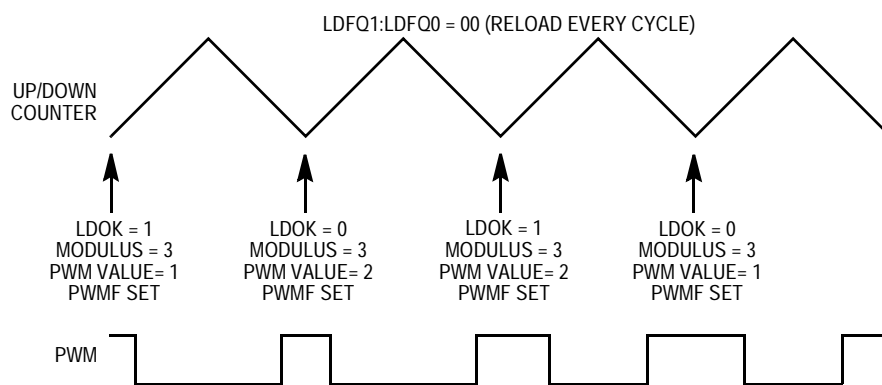 LDFQ1:LDFQ0 = 00 (RELOAD EVERY CYCLE)
UP/DOWN
COUNTER
LDOK = 1
MODULUS = 3
PWM VALUE= 1
PWMF SET
LDOK = 0
MODULUS = 3
PWM VALUE= 2
PWMF SET
LDOK = 1
MODULUS = 3
PWM VALUE= 2
PWMF SET
LDOK = 0
MODULUS = 3
PWM VALUE= 1
PWMF SET
PWM